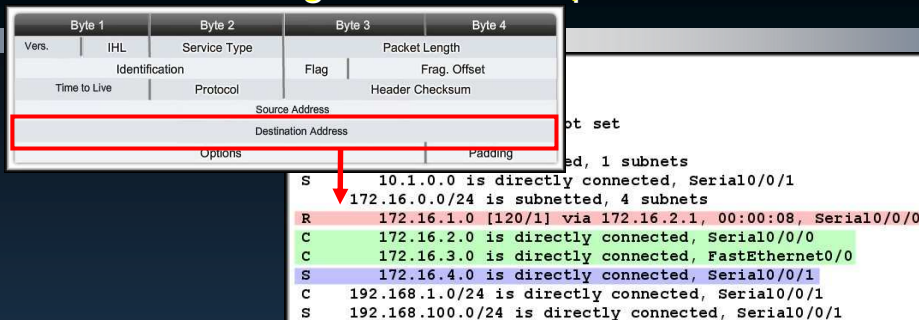 Byte 1 Byte 2 Byte 3 Byte 4
Vers. IHL Service Type Packet Length
Identification Flag Frag. Offset
Time to Live Protocol Header Checksum
Source Address
Destination Address
Options Padding
ot set
ed, 1 subnets
S 10.1.0.0 is directly connected, Serial0/0/1
172.16.0.0/24 is subnetted, 4 subnets
R 172.16.1.0 [120/1] via 172.16.2.1, 00:00:08, Serial0/0/0
C 172.16.2.0 is directly connected, Serial0/0/0
C 172.16.3.0 is directly connected, FastEthernet0/0
S 172.16.4.0 is directly connected, Serial0/0/1
C 192.168.1.0/24 is directly connected, Serial0/0/1
S 192.168.100.0/24 is directly connected, Serial0/0/1